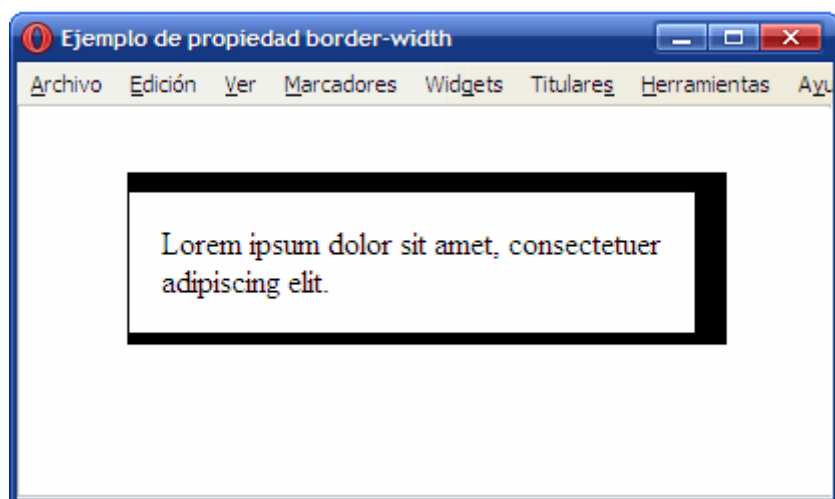 Ejemplo de propiedad border-width
Archivo Edición Ver Marcadores Widgets Titulares Herramientas Ayu
Lorem ipsum dolor sit amet, consectetuer
adipiscing elit.